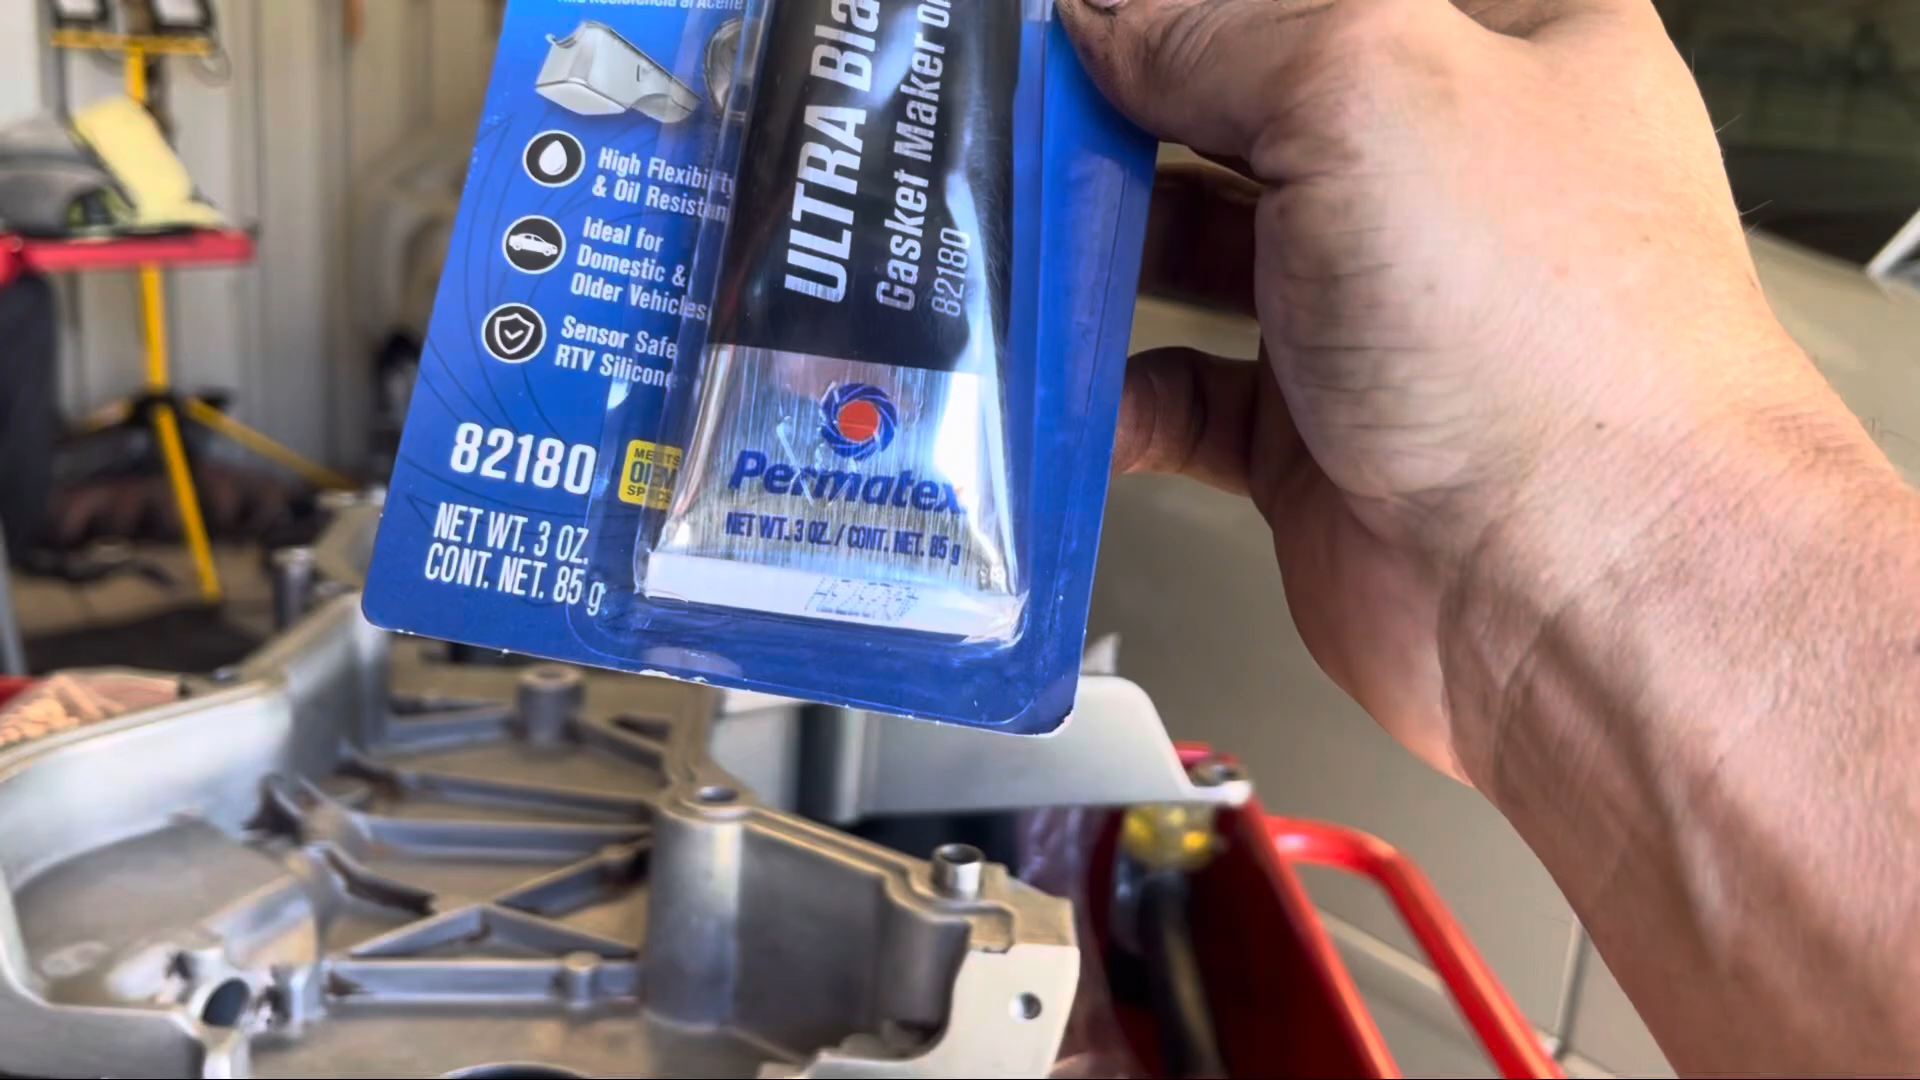 High Flexibility
& Oil Resistan
Ideal for
Domestic &
Older Vehicles
Sensor Safe
RTV Silicone
82180
MEETS
OEM
SPECS
NET WT. 3 OZ.
CONT. NET. 85 g
ULTRA Bla
Gasket Maker
82180
Permatex
NET WT. 3 OZ. / CONT. NET. 85 g